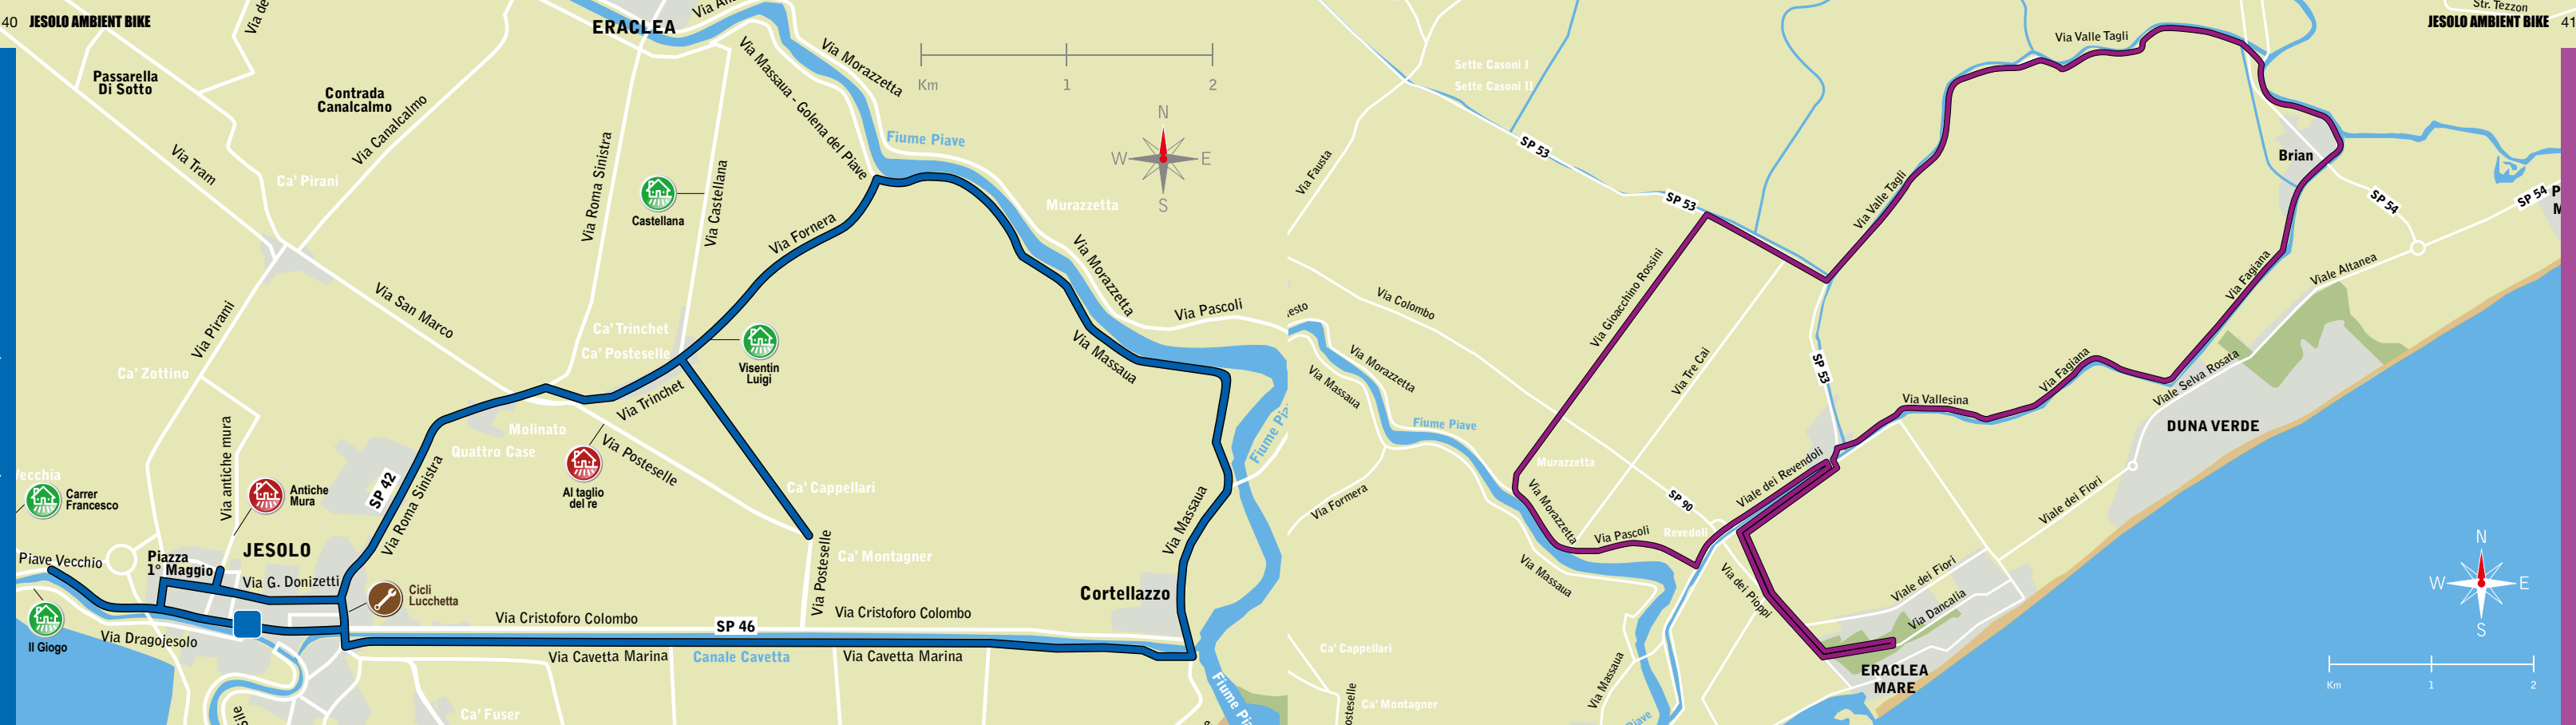 40 JESOLO AMBIENT BIKE
ERACLEA
Passarella
Di Sotto
Contrada
Canalcalmo
Via Canalcalmo
Via Tram
Ca' Pirani
Via Roma Sinistra
Castellana
Via Castellana
Via Massaua - Golena del Piave
Via Morazzetta
Fiume Piave
Km 1 2
N
W E
S
Murazzetta
Via Fornera
Via Morazzetta
Via Pascoli
Via Massaua
Via San Marco
Via Pirami
Ca' Zottino
Ca' Trinchet
Ca' Posteselle
Visentin
Luigi
Via Trinchet
Molinato
Quattro Case
Al taglio
del re
Via Posteselle
Via antiche mura
Vecchia
Carrer
Francesco
Antiche
Mura
SP 42
Via Roma Sinistra
Ca' Cappellari
Ca' Montagner
Via Posteselle
Via Massaua
Fiume Pia
Cortellazzo
JESOLO
Piave Vecchio
Piazza
1° Maggio
Via G. Donizetti
Cicli
Lucchetta
Il Giogo
Via Dragojesolo
Via Cristoforo Colombo
SP 46
Via Cristoforo Colombo
Via Cavetta Marina
Canale Cavetta
Via Cavetta Marina
Ca' Fuser
Fiume Pia
Str. Tezzon
JESOLO AMBIENT BIKE 41
Via Valle Tagli
Sette Casoni I
Sette Casoni II
SP 53
Via Fausta
SP 53
Via Valle Tagli
Brian
SP 54
SP 54
Via Gioacchino Rossini
Via Colombo
Via Tre Cai
SP 53
Via Fagiana
Viale Altanea
Via Fagiana
Viale Selva Rosata
Via Vallesina
DUNA VERDE
Via Morazzetta
Via Massaua
Fiume Piave
Murazzetta
Via Formera
Via Morazzetta
Via Pascoli
SP 90
Revedoli
Viale dei Revendoli
Viale dei Fiori
Via Massaua
Via dei Pioppi
Viale dei Fiori
Via Dancalia
ERACLEA
MARE
Ca' Cappellari
Ca' Montagner
Via Massaua
N
W E
S
Km 1 2